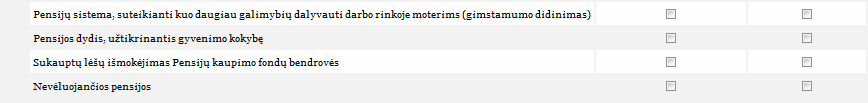 Pensijų sistema, suteikianti kuo daugiau galimybių dalyvauti darbo rinkoje moterims (gimstamumo didinimas)
Pensijos dydis, užtikrinantis gyvenimo kokybę
Sukauptų lėšų išmokėjimas Pensijų kaupimo fondų bendrovės
Nevėluojančios pensijos